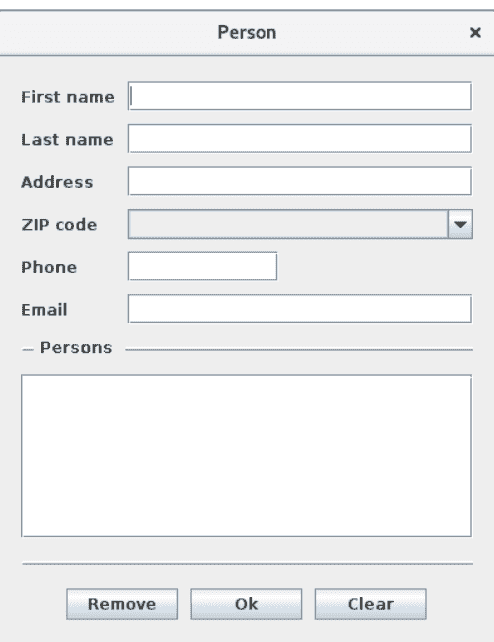 Person
First name
Last name
Address
ZIP code
Phone
Email
Persons
Remove Ok Clear